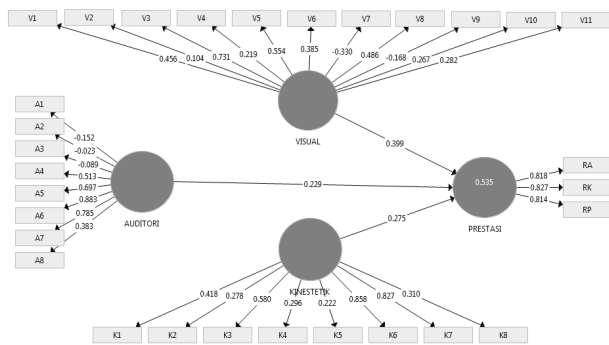 V1 V2 V3 V4 V5 V6 V7 V8 V9 V10 V11
0.456 0.104 0.731 0.219 0.554 0.385 -0.330 0.486 -0.168 0.267 0.282
VISUAL
A1
A2
A3
A4
A5
A6
A7
A8
-0.152
-0.023
-0.089
0.513
0.697
0.883
0.785
0.383
AUDITORI
0.399
0.229
0.275
0.535
PRESTASI
0.818
0.827
0.814
RA
RK
RP
KINESTETIK
0.418 0.278 0.580 0.296 0.222 0.858 0.827 0.310
K1 K2 K3 K4 K5 K6 K7 K8